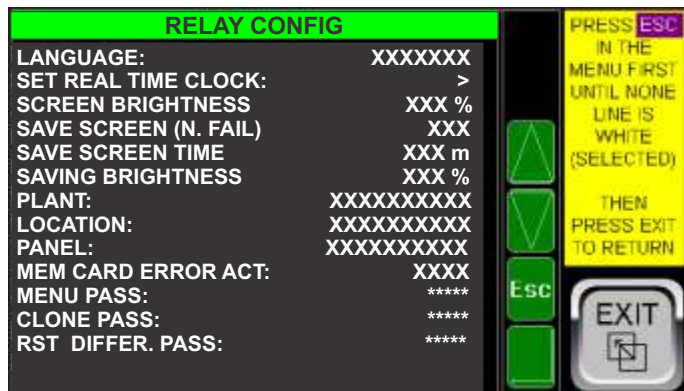 RELAY CONFIG
LANGUAGE: XXXXXXX
SET REAL TIME CLOCK: >
SCREEN BRIGHTNESS XXX %
SAVE SCREEN (N. FAIL) XXX
SAVE SCREEN TIME XXX m
SAVING BRIGHTNESS XXX %
PLANT: XXXXXXXXXX
LOCATION: XXXXXXXXXX
PANEL: XXXXXXXXXX
MEM CARD ERROR ACT: XXXX
MENU PASS: *****
CLONE PASS: *****
RST DIFFER. PASS: *****
Esc
PRESS ESC
IN THE
MENU FIRST
UNTIL NONE
LINE IS
WHITE
(SELECTED)
THEN
PRESS EXIT
TO RETURN
EXIT